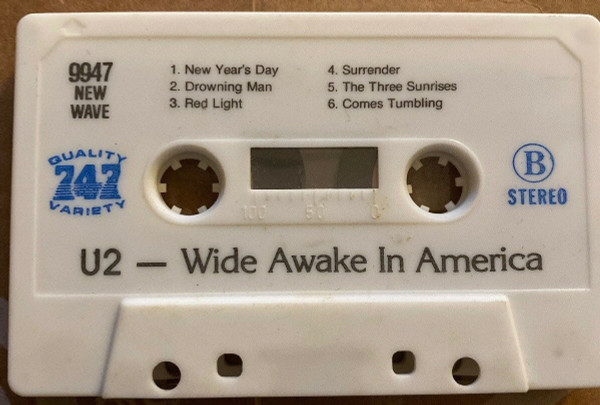 9947
NEW
WAVE
1. New Year's Day
2. Drowning Man
3. Red Light
4. Surrender
5. The Three Sunrises
6. Comes Tumbling
QUALITY
747
VARIETY
B
STEREO
100 50 0
U2 — Wide Awake In America